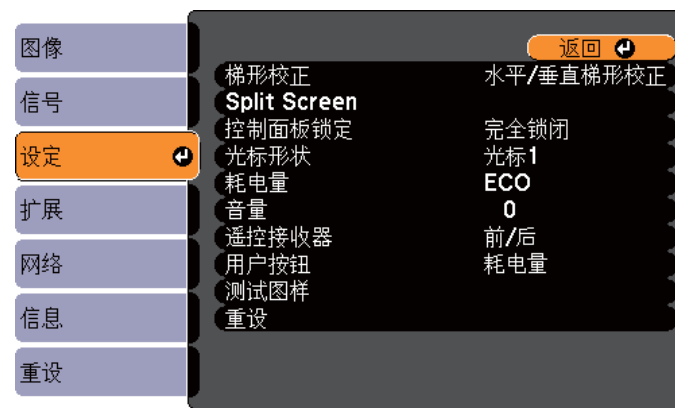 图像
信号
设定
扩展
网络
信息
重设
返回
梯形校正 水平/垂直梯形校正
Split Screen
控制面板锁定 完全锁闭
光标形状 光标1
耗电量 ECO
音量 0
遥控接收器 前/后
用户按钮 耗电量
测试图样
重设